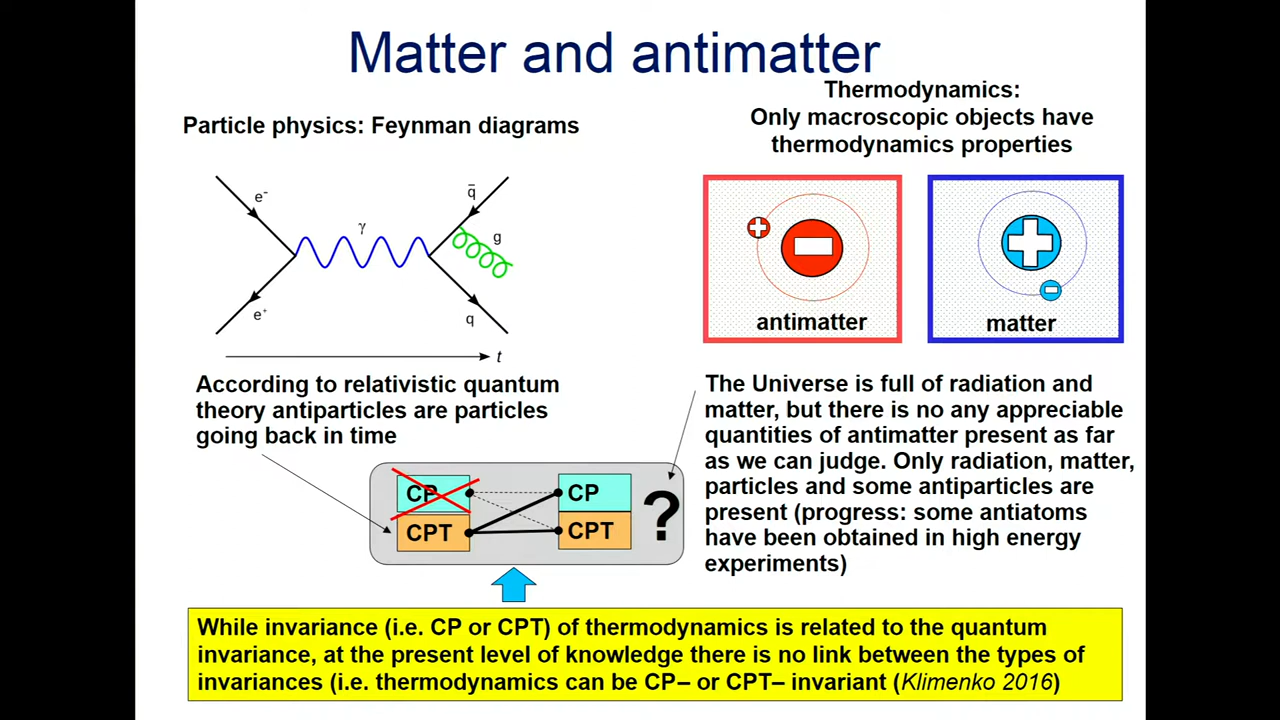 Matter and antimatter
Particle physics: Feynman diagrams
e⁻
e⁺
γ
q̄
g
q
t
According to relativistic quantum
theory antiparticles are particles
going back in time
Thermodynamics:
Only macroscopic objects have
thermodynamics properties
antimatter
matter
The Universe is full of radiation and
matter, but there is no any appreciable
quantities of antimatter present as far
as we can judge. Only radiation, matter,
particles and some antiparticles are
present (progress: some antiatoms
have been obtained in high energy
experiments)
CP
CPT
CP
CPT
?
While invariance (i.e. CP or CPT) of thermodynamics is related to the quantum
invariance, at the present level of knowledge there is no link between the types of
invariances (i.e. thermodynamics can be CP– or CPT– invariant (Klimenko 2016)